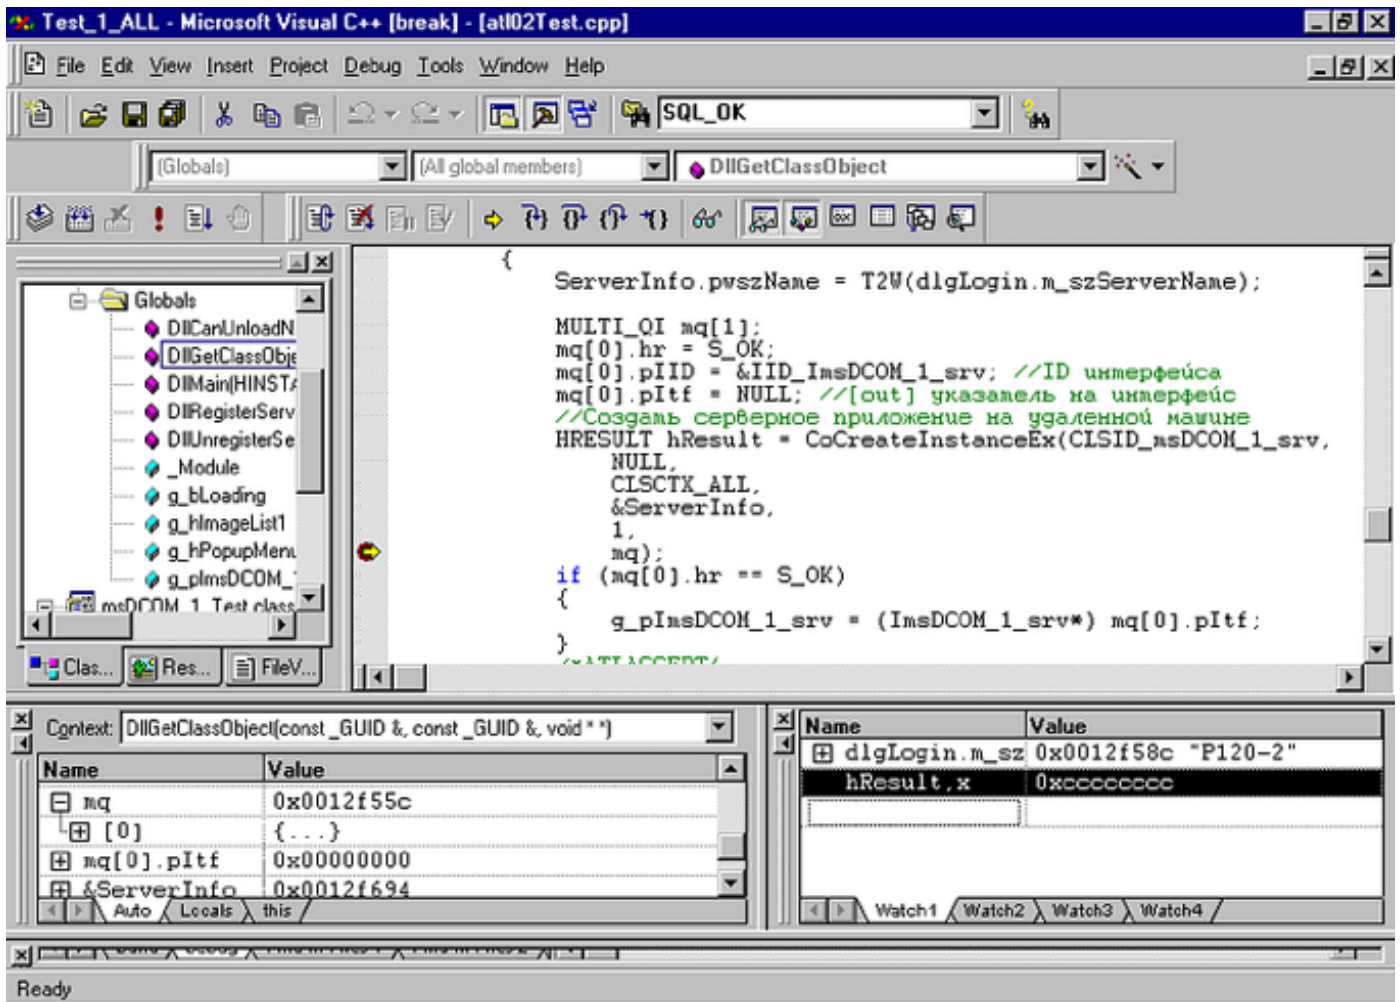 Test_1_ALL - Microsoft Visual C++ [break] - [atl02Test.cpp]
File Edit View Insert Project Debug Tools Window Help
SQL_OK
(Globals)
(All global members)
DllGetClassObject
Globals
DllCanUnloadN
DllGetClassObje
DllMain(HINSTA
DllRegisterServ
DllUnregisterSe
_Module
g_bLoading
g_hImageList1
g_hPopupMenu
g_pImsDCOM_
msDCOM_1_Test class
Clas...
Res...
FileV...
{
ServerInfo.pwszName = T2W(dlgLogin.m_szServerName);
MULTI_QI mq[1];
mq[0].hr = S_OK;
mq[0].pIID = &IID_ImsDCOM_1_srv; //ID интерфейса
mq[0].pItf = NULL; //[out] указатель на интерфейс
//Создать серверное приложение на удаленной машине
HRESULT hResult = CoCreateInstanceEx(CLSID_msDCOM_1_srv,
NULL,
CLSCTX_ALL,
&ServerInfo,
1,
mq);
if (mq[0].hr == S_OK)
{
g_pImsDCOM_1_srv = (ImsDCOM_1_srv*) mq[0].pItf;
}
Context: DllGetClassObject(const _GUID &, const _GUID &, void * *)
Name Value
mq 0x0012f55c
[0] {...}
mq[0].pItf 0x00000000
&ServerInfo 0x0012f694
Auto Locals this
Name Value
dlgLogin.m_sz 0x0012f58c "P120-2"
hResult,x 0xcccccccc
Watch1 Watch2 Watch3 Watch4
Ready